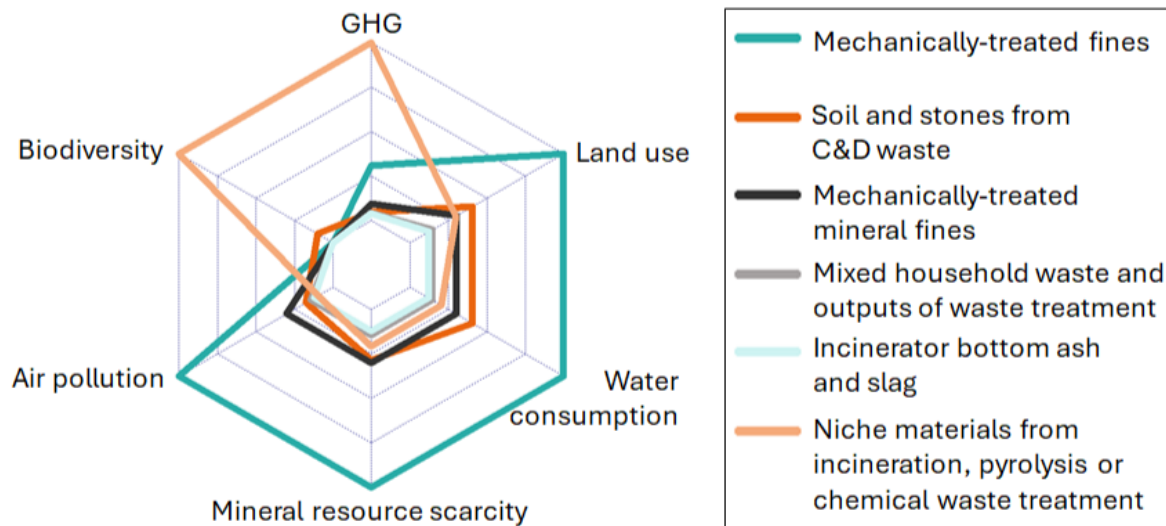 GHG
Land use
Water
consumption
Mineral resource scarcity
Air pollution
Biodiversity
Mechanically-treated fines
Soil and stones from
C&D waste
Mechanically-treated
mineral fines
Mixed household waste and
outputs of waste treatment
Incinerator bottom ash
and slag
Niche materials from
incineration, pyrolysis or
chemical waste treatment